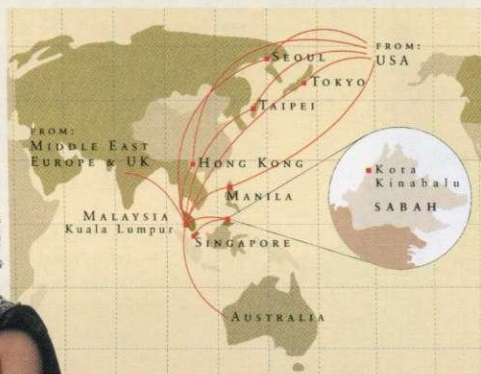 FROM:
USA
SEOUL
TOKYO
TAIPEI
FROM:
MIDDLE EAST
EUROPE & UK
HONG KONG
MANILA
MALAYSIA
Kuala Lumpur
SINGAPORE
Kota
Kinabalu
SABAH
AUSTRALIA